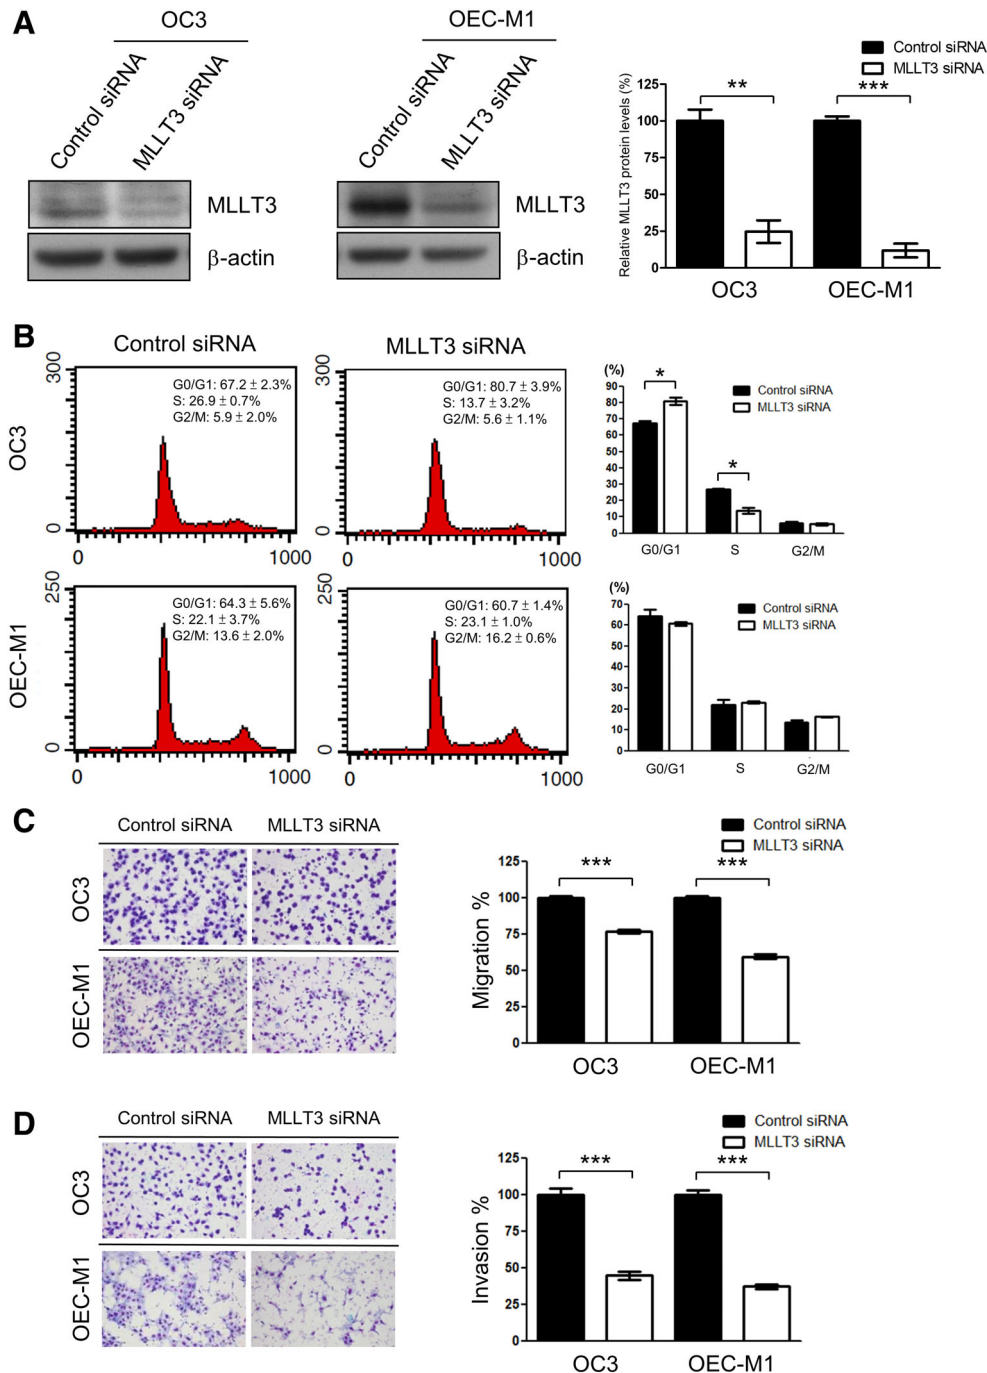 A
OC3
OEC-M1
Control siRNA
MLLT3 siRNA
Control siRNA
MLLT3 siRNA
MLLT3
β-actin
MLLT3
β-actin
Control siRNA
MLLT3 siRNA
Relative MLLT3 protein levels (%)
125
100
75
50
25
0
**
***
OC3
OEC-M1
B
Control siRNA
MLLT3 siRNA
OC3
300
0
G0/G1: 67.2 ± 2.3%
S: 26.9 ± 0.7%
G2/M: 5.9 ± 2.0%
0
1000
300
0
G0/G1: 80.7 ± 3.9%
S: 13.7 ± 3.2%
G2/M: 5.6 ± 1.1%
0
1000
(%)
90
80
70
60
50
40
30
20
10
0
*
*
Control siRNA
MLLT3 siRNA
G0/G1
S
G2/M
OEC-M1
250
0
G0/G1: 64.3 ± 5.6%
S: 22.1 ± 3.7%
G2/M: 13.6 ± 2.0%
0
1000
250
0
G0/G1: 60.7 ± 1.4%
S: 23.1 ± 1.0%
G2/M: 16.2 ± 0.6%
0
1000
(%)
70
60
50
40
30
20
10
0
Control siRNA
MLLT3 siRNA
G0/G1
S
G2/M
C
Control siRNA
MLLT3 siRNA
OC3
OEC-M1
Control siRNA
MLLT3 siRNA
Migration %
125
100
75
50
25
0
***
***
OC3
OEC-M1
D
Control siRNA
MLLT3 siRNA
OC3
OEC-M1
Control siRNA
MLLT3 siRNA
Invasion %
125
100
75
50
25
0
***
***
OC3
OEC-M1